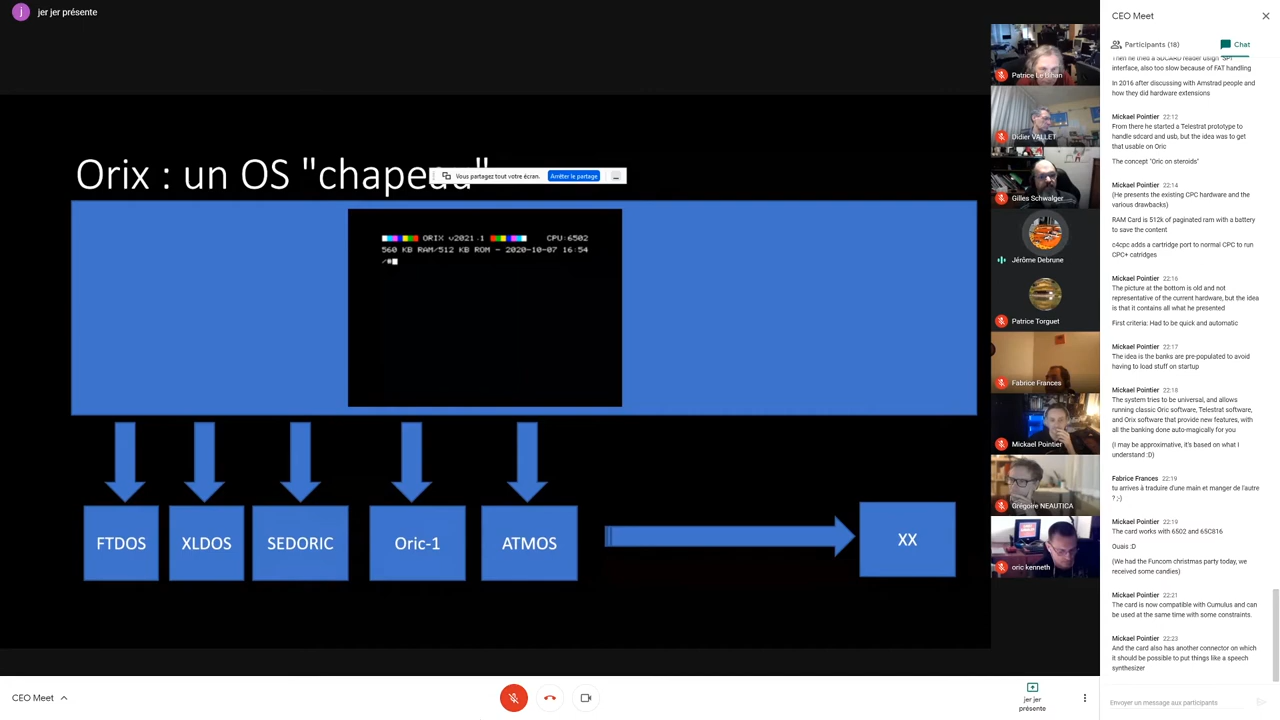 j
jer jer présente
Orix : un OS "chapeau"
Vous partagez tout votre écran.
Arrêter le partage
ORIX v2021.1
CPU:6502
560 KB RAM/512 KB ROM - 2020-10-07 16:54
/#
FTDOS
XLDOS
SEDORIC
Oric-1
ATMOS
XX
Patrice Le Bihan
Didier VALLET
Gilles Schwalger
Jérôme Debrune
Patrice Torguet
Fabrice Frances
Mickael Pointier
Grégoire NEAUTICA
oric kenneth
CEO Meet
jer jer
présente
CEO Meet
Participants (18)
Chat
Then he tried a SDCARD reader usign SPI
interface, also too slow because of FAT handling
In 2016 after discussing with Amstrad people and
how they did hardware extensions
Mickael Pointier 22:12
From there he started a Telestrat prototype to
handle sdcard and usb, but the idea was to get
that usable on Oric
The concept "Oric on steroids"
Mickael Pointier 22:14
(He presents the existing CPC hardware and the
various drawbacks)
RAM Card is 512k of paginated ram with a battery
to save the content
c4cpc adds a cartridge port to normal CPC to run
CPC+ catridges
Mickael Pointier 22:16
The picture at the bottom is old and not
representative of the current hardware, but the idea
is that it contains all what he presented
First criteria: Had to be quick and automatic
Mickael Pointier 22:17
The idea is the banks are pre-populated to avoid
having to load stuff on startup
Mickael Pointier 22:18
The system tries to be universal, and allows
running classic Oric software, Telestrat software,
and Orix software that provide new features, with
all the banking done auto-magically for you
(I may be approximative, it's based on what I
understand :D)
Fabrice Frances 22:19
tu arrives à traduire d'une main et manger de l'autre
? ;-)
Mickael Pointier 22:19
The card works with 6502 and 65C816
Ouais :D
(We had the Funcom christmas party today, we
received some candies)
Mickael Pointier 22:21
The card is now compatible with Cumulus and can
be used at the same time with some constraints.
Mickael Pointier 22:23
And the card also has another connector on which
it should be possible to put things like a speech
synthesizer
Envoyer un message aux participants